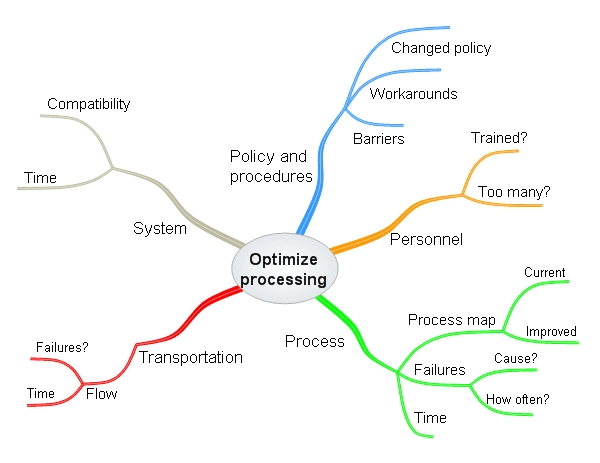 Changed policy
Workarounds
Barriers
Policy and
procedures
Compatibility
Time
System
Trained?
Too many?
Personnel
Optimize
processing
Current
Improved
Process map
Process
Cause?
How often?
Failures
Time
Transportation
Failures?
Time
Flow